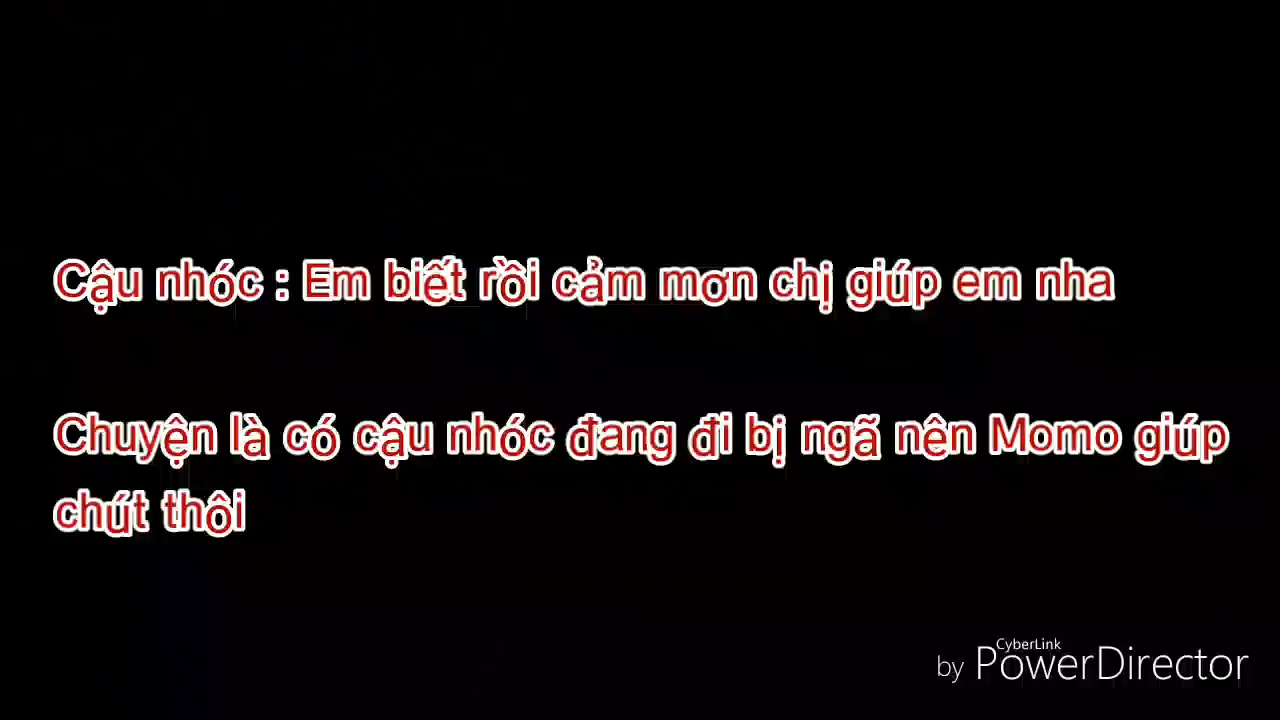 Cậu nhóc : Em biết rồi cảm mơn chị giúp em nha
Chuyện là có cậu nhóc đang đi bị ngã nên Momo giúp
chút thôi
CyberLink
by PowerDirector